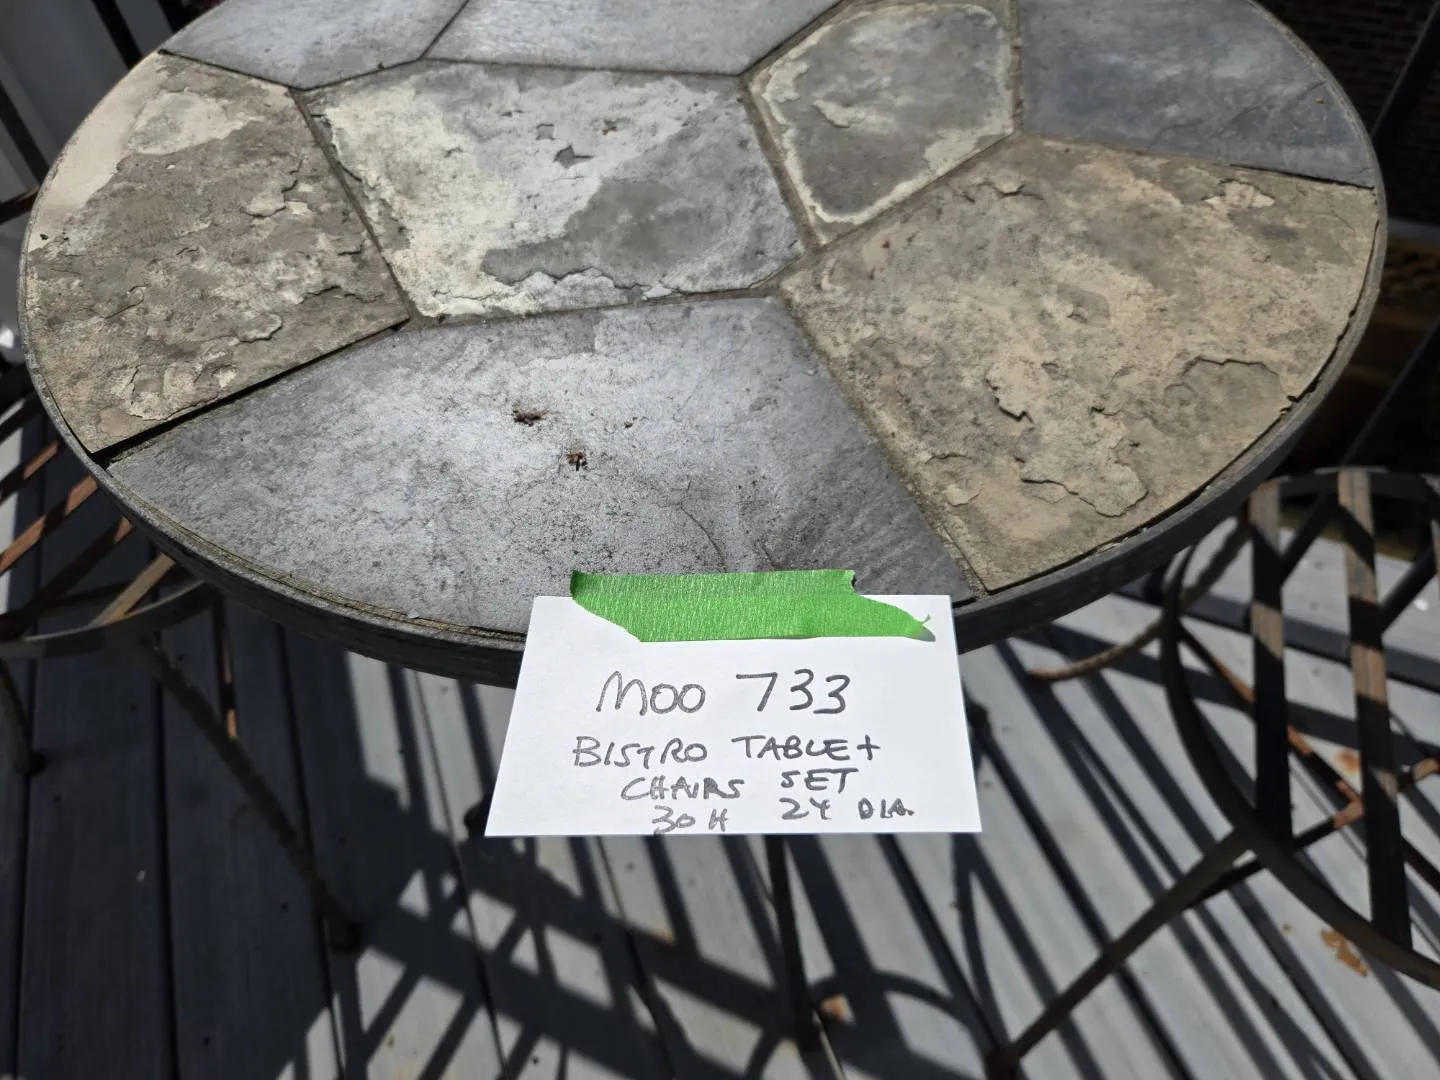 MOO 733
BISTRO TABLE +
CHAIRS SET
30 H 24 DIA.